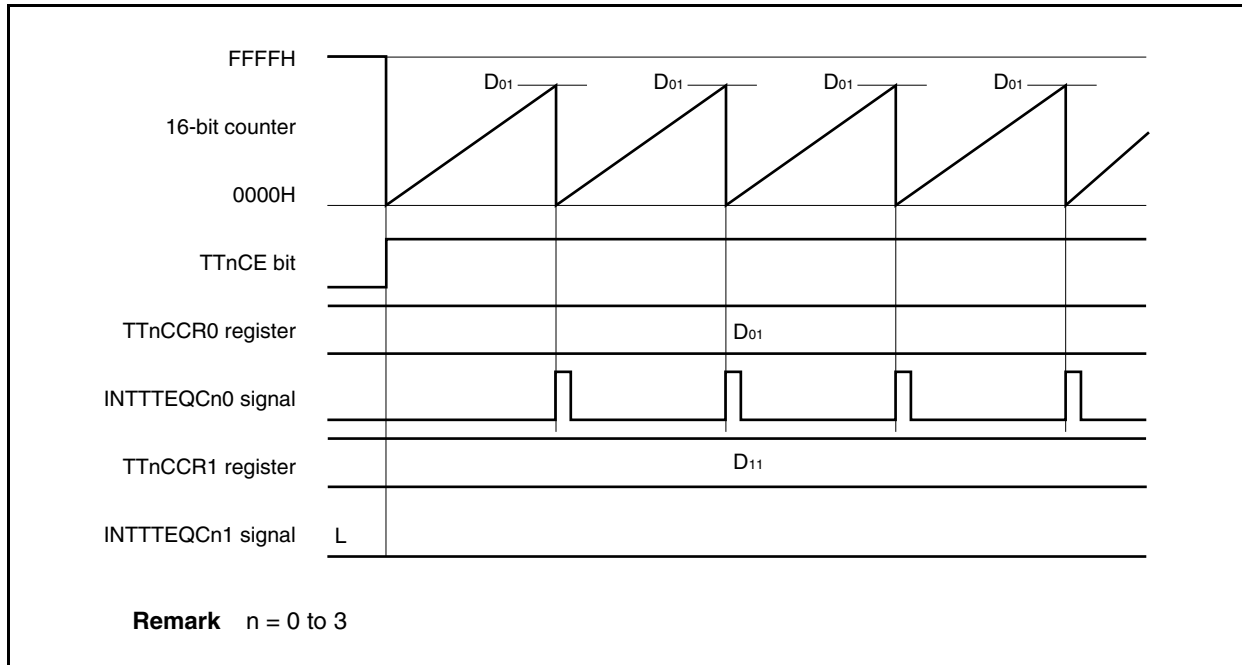 FFFFH
D01 D01 D01 D01
16-bit counter
0000H
TTnCE bit
TTnCCR0 register D01
INTTTEQCn0 signal
TTnCCR1 register D11
INTTTEQCn1 signal L
Remark n = 0 to 3